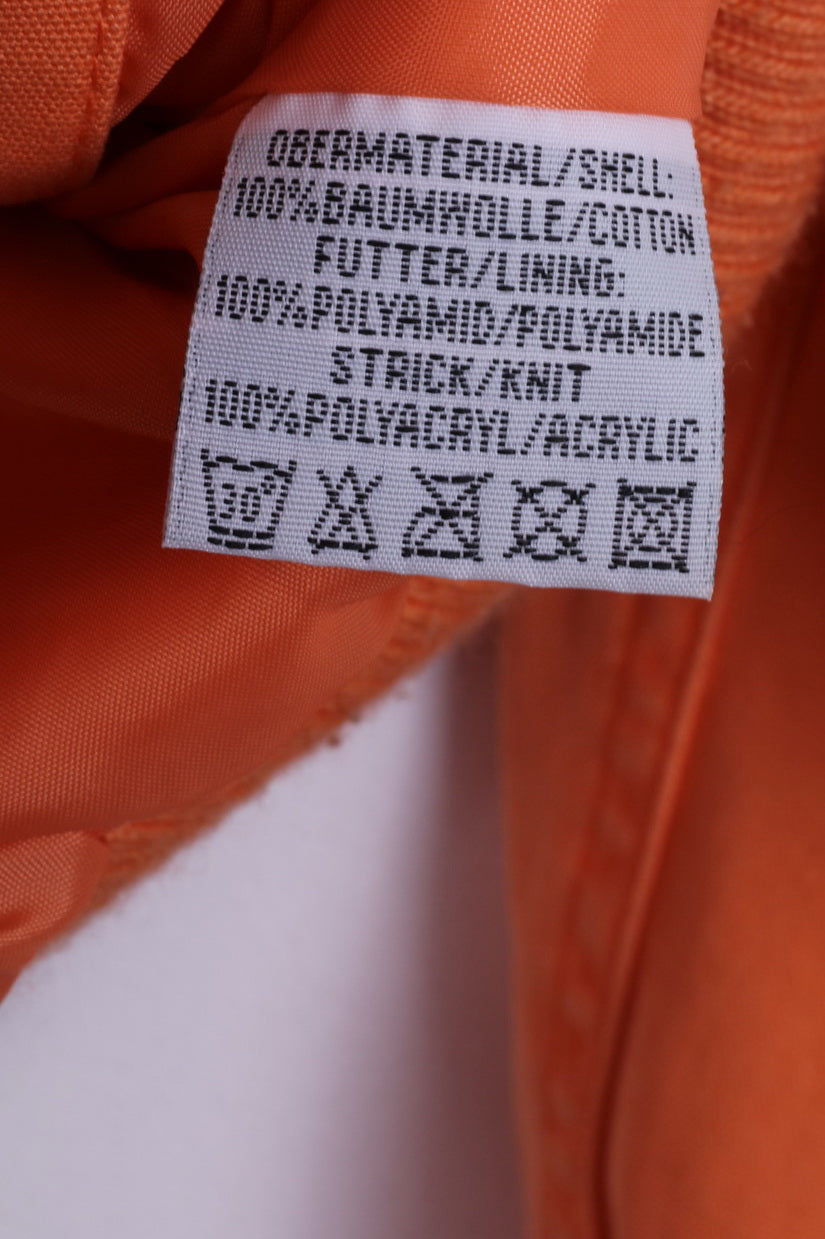 OBERMATERIAL/SHELL:
100%BAUMWOLLE/COTTON
FUTTER/LINING:
100%POLYAMID/POLYAMIDE
STRICK/KNIT
100%POLYACRYL/ACRYLIC
30°